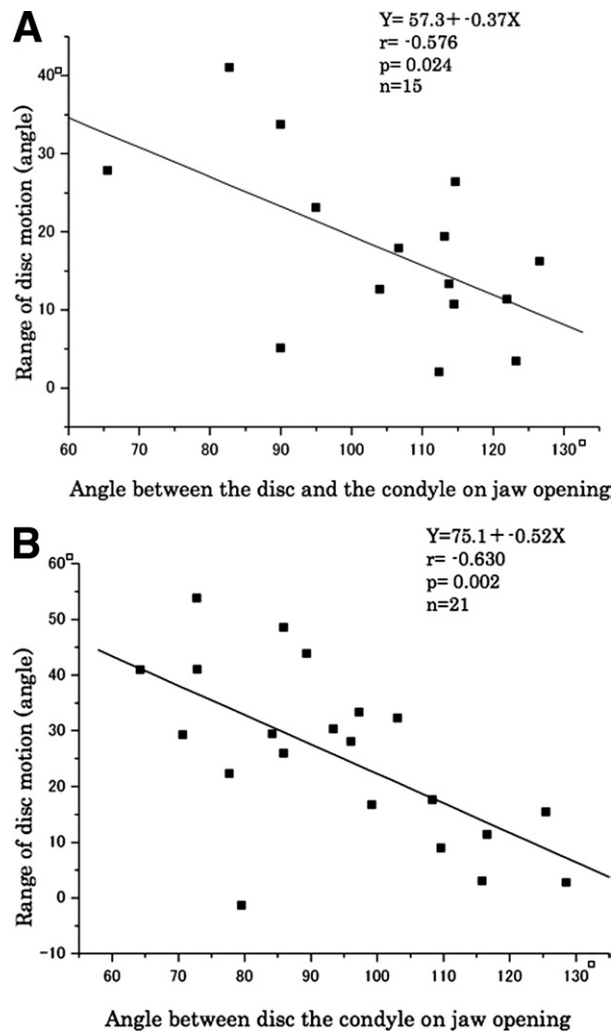 A
Y= 57.3+ -0.37X
r= -0.576
p= 0.024
n=15
Range of disc motion (angle)
40°
30
20
10
0
60 70 80 90 100 110 120 130°
Angle between the disc and the condyle on jaw opening
B
Y=75.1+ -0.52X
r= -0.630
p= 0.002
n=21
Range of disc motion (angle)
60°
50
40
30
20
10
0
-10
60 70 80 90 100 110 120 130°
Angle between disc the condyle on jaw opening